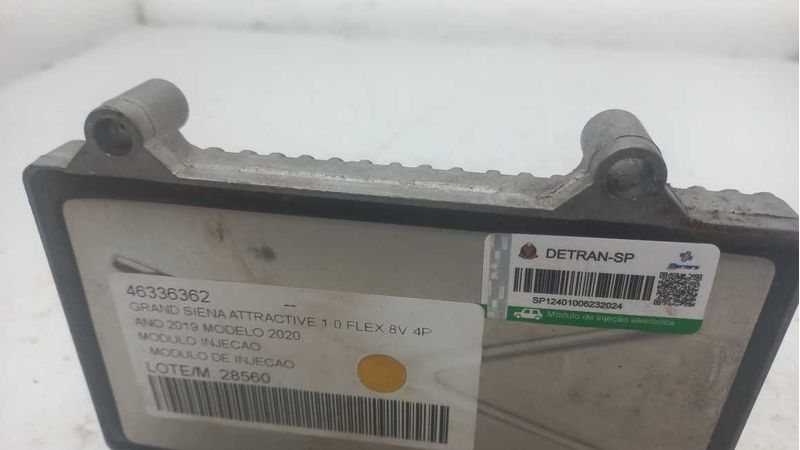 46336362
--
GRAND SIENA ATTRACTIVE 1 0 FLEX 8V 4P
ANO 2019 MODELO 2020
MODULO INJECAO
MODULO DE INJECAO
LOTE/M: 28560
DETRAN-SP
SP12401006232024
Módulo de injeção eletrônica